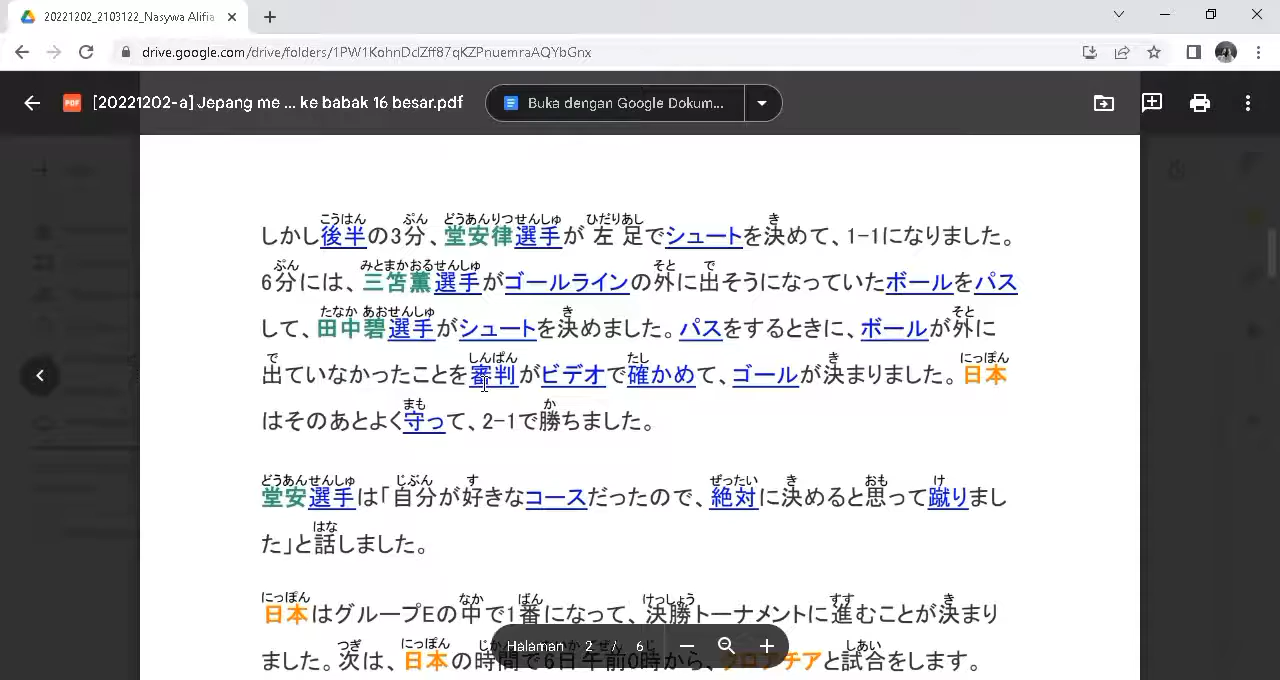 20221202_2103122_Nasywa Alifia
drive.google.com/drive/folders/1PW1KohnDclZff87qKZPnuemraAQYbGnx
PDF [20221202-a] Jepang me ... ke babak 16 besar.pdf
Buka dengan Google Dokum...
こうはん ぷん どうあんりつせんしゅ ひだりあし き
しかし後半の3分、堂安律選手が 左 足でシュートを決めて、1-1になりました。
ぷん みとまかおるせんしゅ そと で
6分には、三笘薫選手がゴールラインの外に出そうになっていたボールをパス
たなか あおせんしゅ き そと
して、田中碧選手がシュートを決めました。パスをするときに、ボールが外に
で しんぱん たし き にっぽん
出ていなかったことを審判がビデオで確かめて、ゴールが決まりました。日本
まも か
はそのあとよく守って、2-1で勝ちました。
どうあんせんしゅ じぶん す ぜったい き おも け
堂安選手は「自分が好きなコースだったので、絶対に決めると思って蹴りまし
はな
た」と話しました。
にっぽん なか ばん けっしょう すす き
日本はグループEの中で1番になって、決勝トーナメントに進むことが決まり
つぎ にっぽん じ しあい
ました。次は、日本の時間で6日午前0時から、クロアチアと試合をします。
Halaman 2 / 6